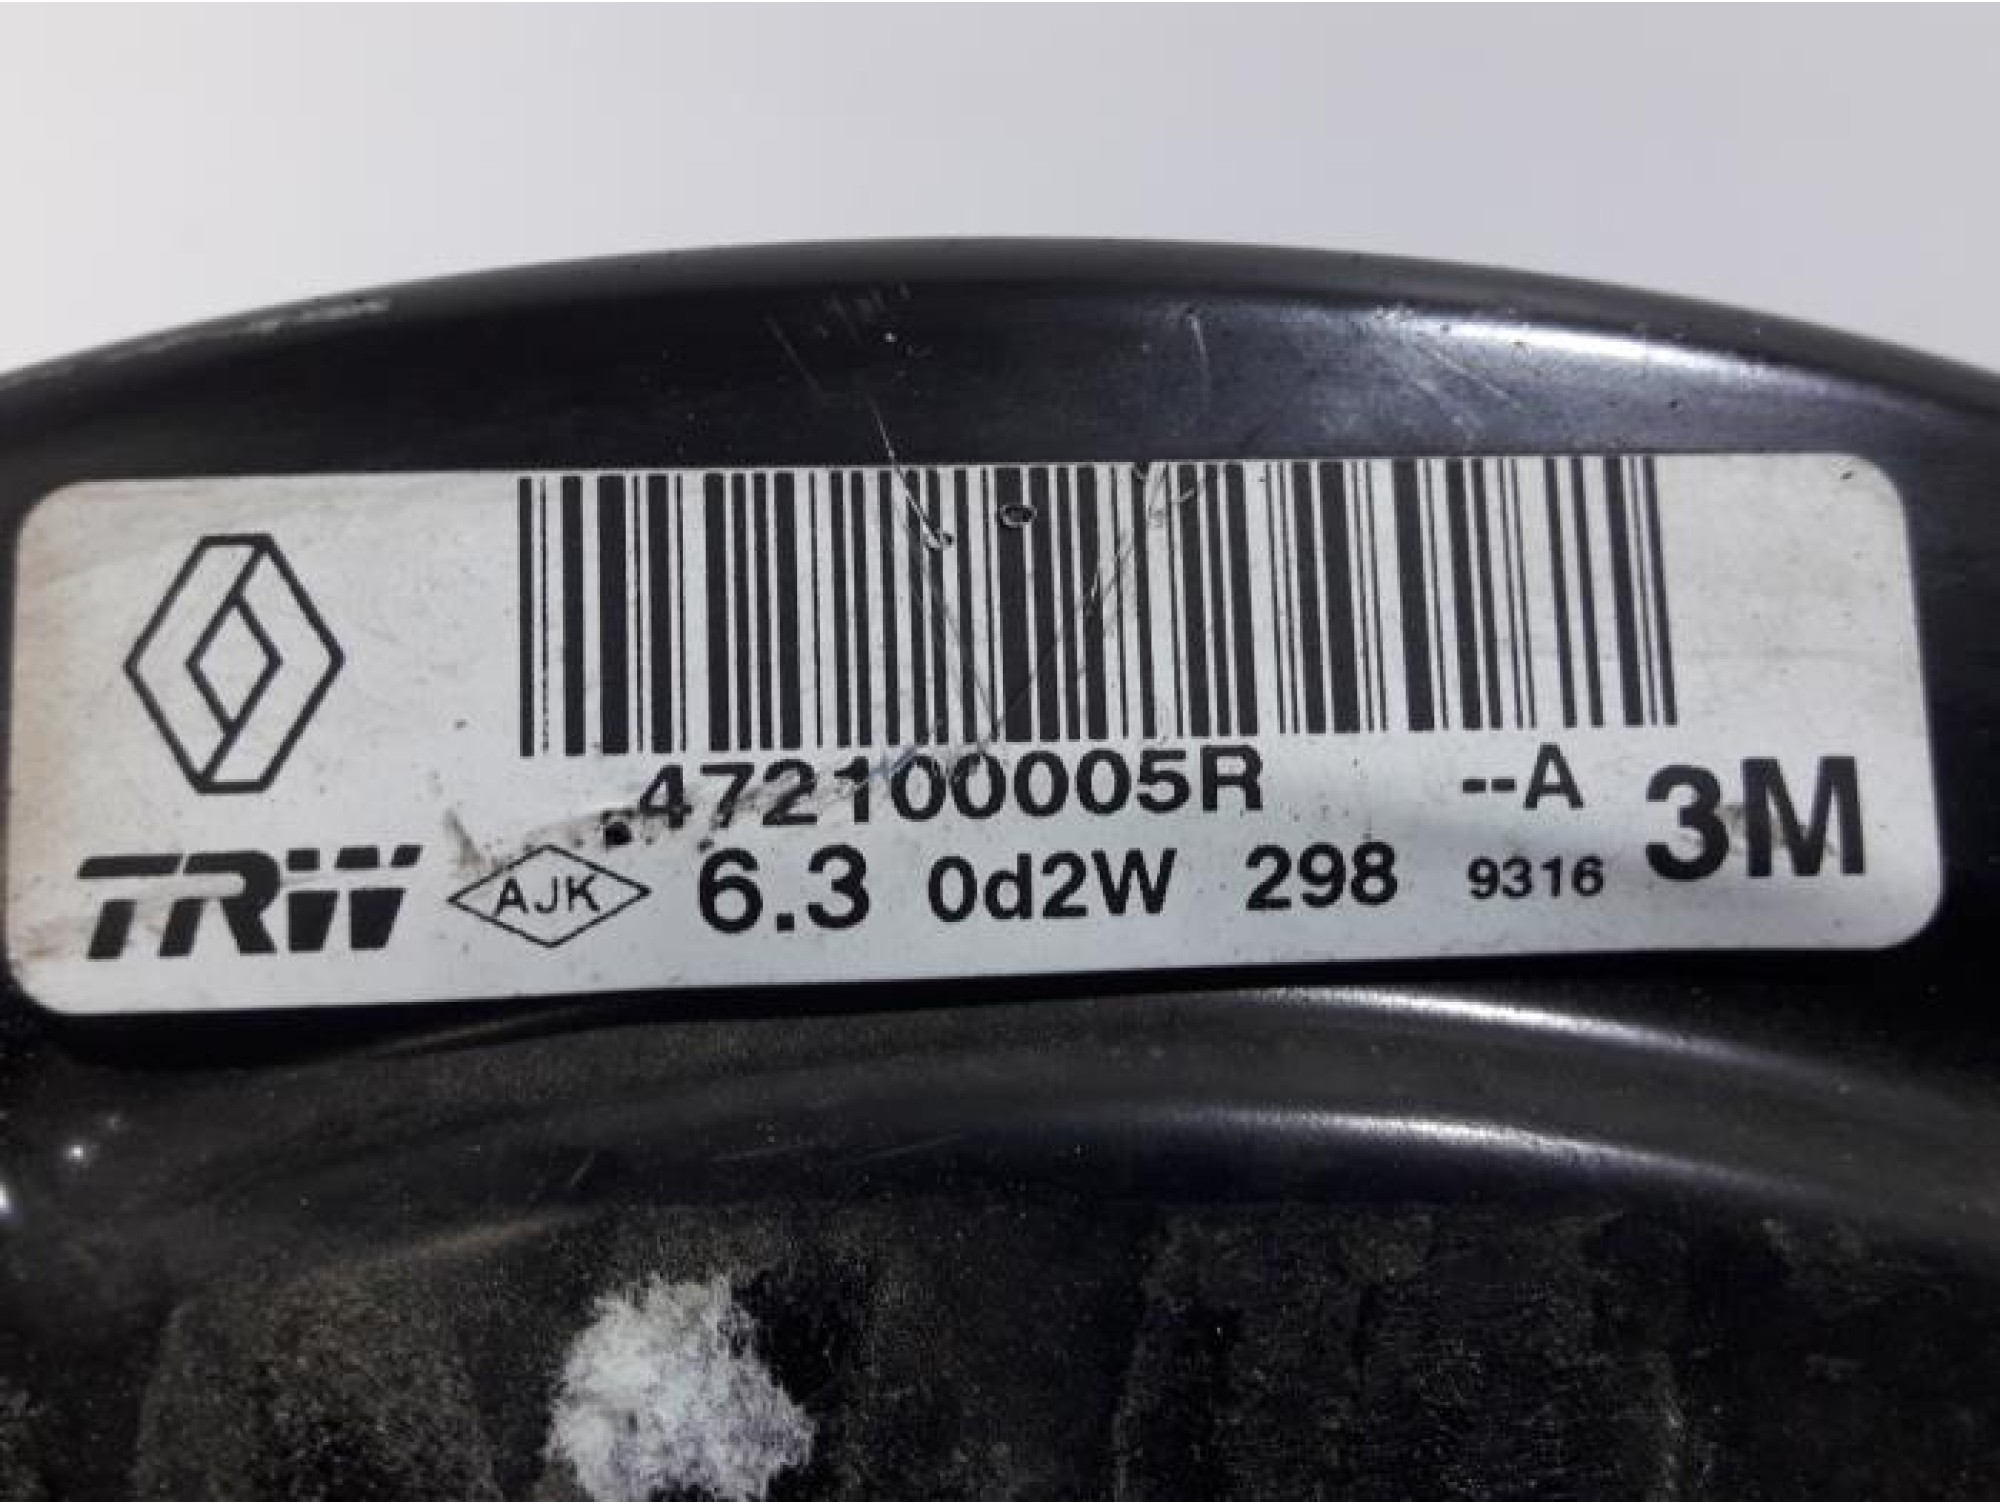 472100005R --A 3M
TRW AJK 6.3 0d2W 298 9316